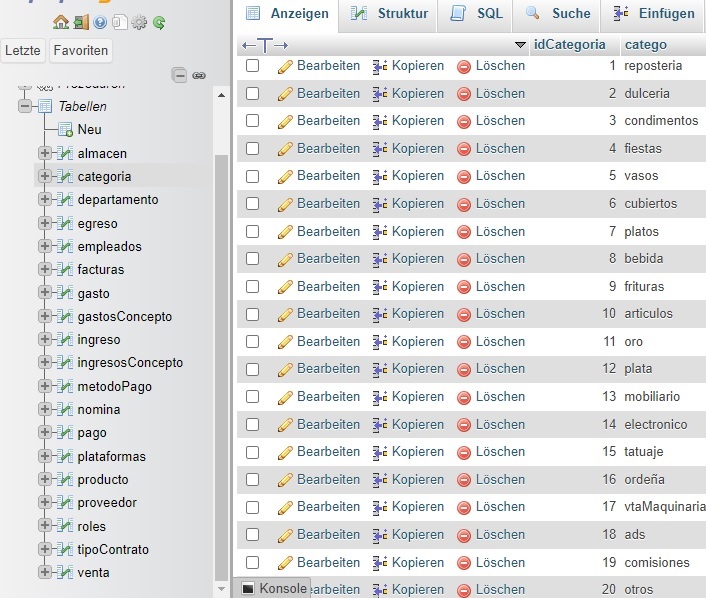 Letzte Favoriten
Prozeduren
Tabellen
Neu
almacen
categoria
departamento
egreso
empleados
facturas
gasto
gastosConcepto
ingreso
ingresosConcepto
metodoPago
nomina
pago
plataformas
producto
proveedor
roles
tipoContrato
venta
Anzeigen Struktur SQL Suche Einfügen
←T→ idCategoria catego
Bearbeiten Kopieren Löschen 1 reposteria
Bearbeiten Kopieren Löschen 2 dulceria
Bearbeiten Kopieren Löschen 3 condimentos
Bearbeiten Kopieren Löschen 4 fiestas
Bearbeiten Kopieren Löschen 5 vasos
Bearbeiten Kopieren Löschen 6 cubiertos
Bearbeiten Kopieren Löschen 7 platos
Bearbeiten Kopieren Löschen 8 bebida
Bearbeiten Kopieren Löschen 9 frituras
Bearbeiten Kopieren Löschen 10 articulos
Bearbeiten Kopieren Löschen 11 oro
Bearbeiten Kopieren Löschen 12 plata
Bearbeiten Kopieren Löschen 13 mobiliario
Bearbeiten Kopieren Löschen 14 electronico
Bearbeiten Kopieren Löschen 15 tatuaje
Bearbeiten Kopieren Löschen 16 ordeña
Bearbeiten Kopieren Löschen 17 vtaMaquinaria
Bearbeiten Kopieren Löschen 18 ads
Bearbeiten Kopieren Löschen 19 comisiones
Konsole arbeiten Kopieren Löschen 20 otros